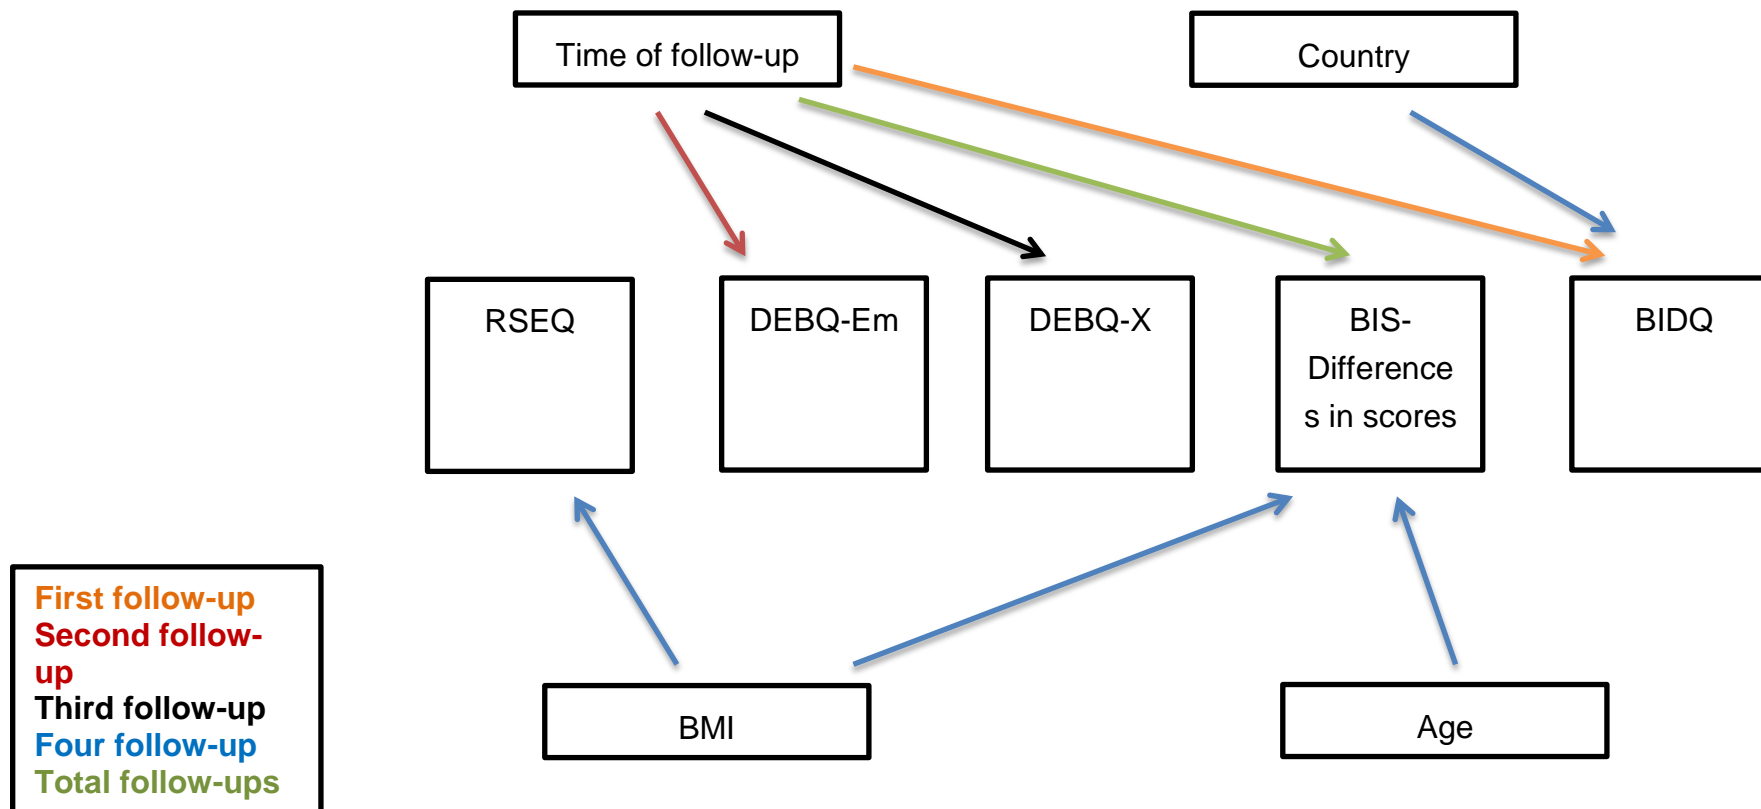 Time of follow-up
Country
RSEQ
DEBQ-Em
DEBQ-X
BIS-
Difference
s in scores
BIDQ
First follow-up
Second follow-
up
Third follow-up
Four follow-up
Total follow-ups
BMI
Age